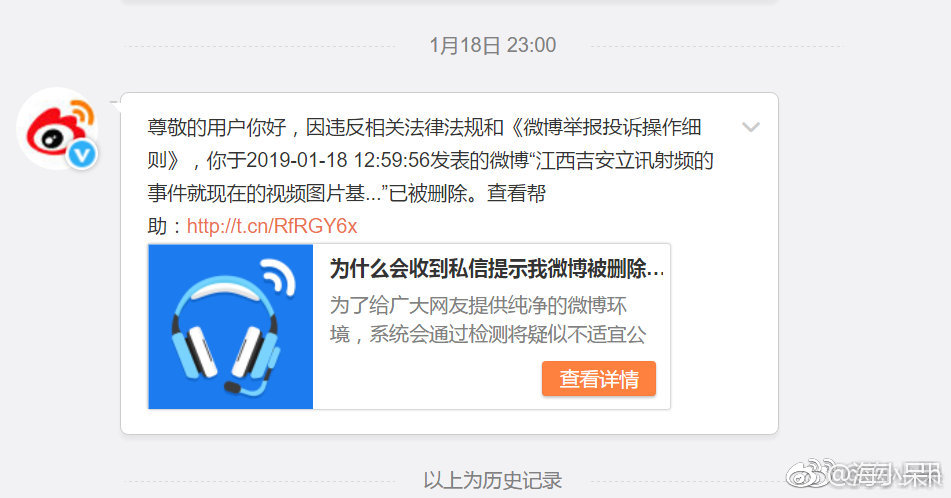 1月18日 23:00
尊敬的用户你好，因违反相关法律法规和《微博举报投诉操作细
则》，你于2019-01-18 12:59:56发表的微博“江西吉安立讯射频的
事件就现在的视频图片基...”已被删除。查看帮
助：http://t.cn/RfRGY6x
为什么会收到私信提示我微博被删除...
为了给广大网友提供纯净的微博环
境，系统会通过检测将疑似不适宜公
查看详情
以上为历史记录